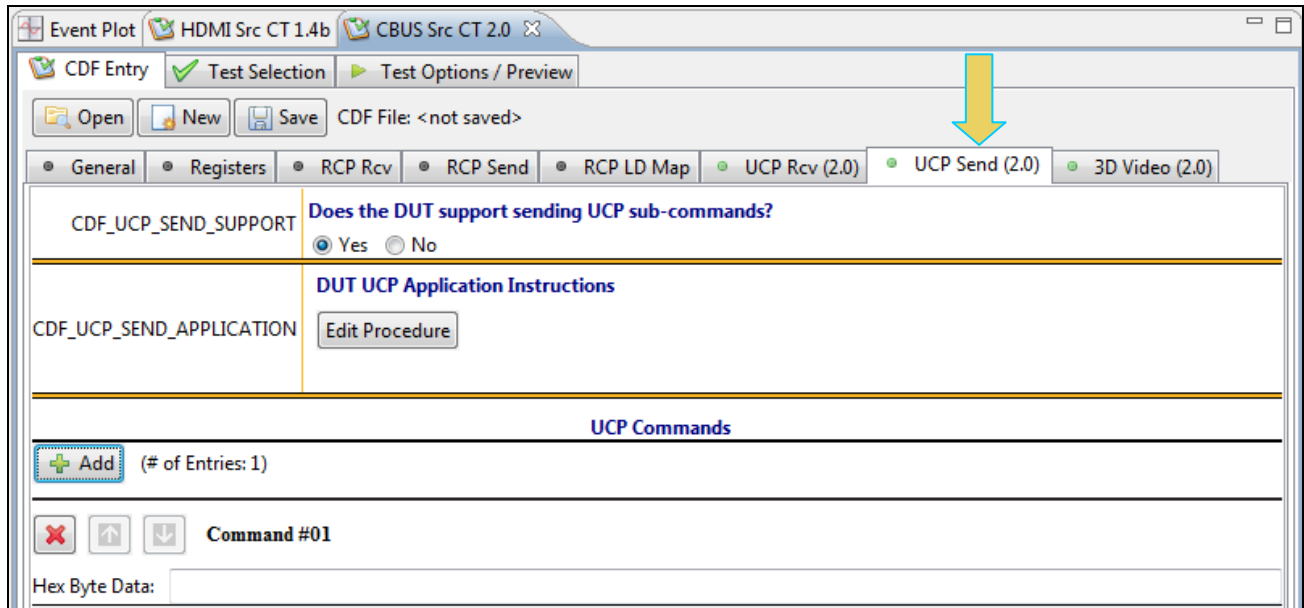 Event Plot HDMI Src CT 1.4b CBUS Src CT 2.0
CDF Entry Test Selection Test Options / Preview
Open New Save CDF File: <not saved>
General Registers RCP Rcv RCP Send RCP LD Map UCP Rcv (2.0) UCP Send (2.0) 3D Video (2.0)
CDF_UCP_SEND_SUPPORT
Does the DUT support sending UCP sub-commands?
Yes No
CDF_UCP_SEND_APPLICATION
DUT UCP Application Instructions
Edit Procedure
UCP Commands
Add (# of Entries: 1)
Command #01
Hex Byte Data: